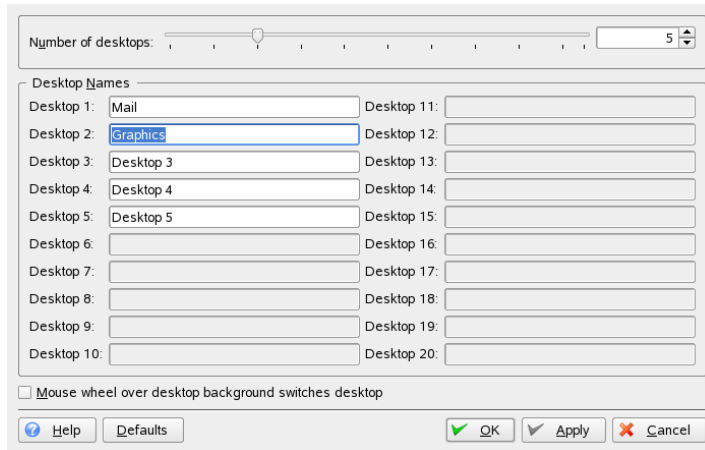 Number of desktops: 5
Desktop Names
Desktop 1: Mail
Desktop 2: Graphics
Desktop 3: Desktop 3
Desktop 4: Desktop 4
Desktop 5: Desktop 5
Desktop 6:
Desktop 7:
Desktop 8:
Desktop 9:
Desktop 10:
Desktop 11:
Desktop 12:
Desktop 13:
Desktop 14:
Desktop 15:
Desktop 16:
Desktop 17:
Desktop 18:
Desktop 19:
Desktop 20:
Mouse wheel over desktop background switches desktop
Help Defaults OK Apply Cancel